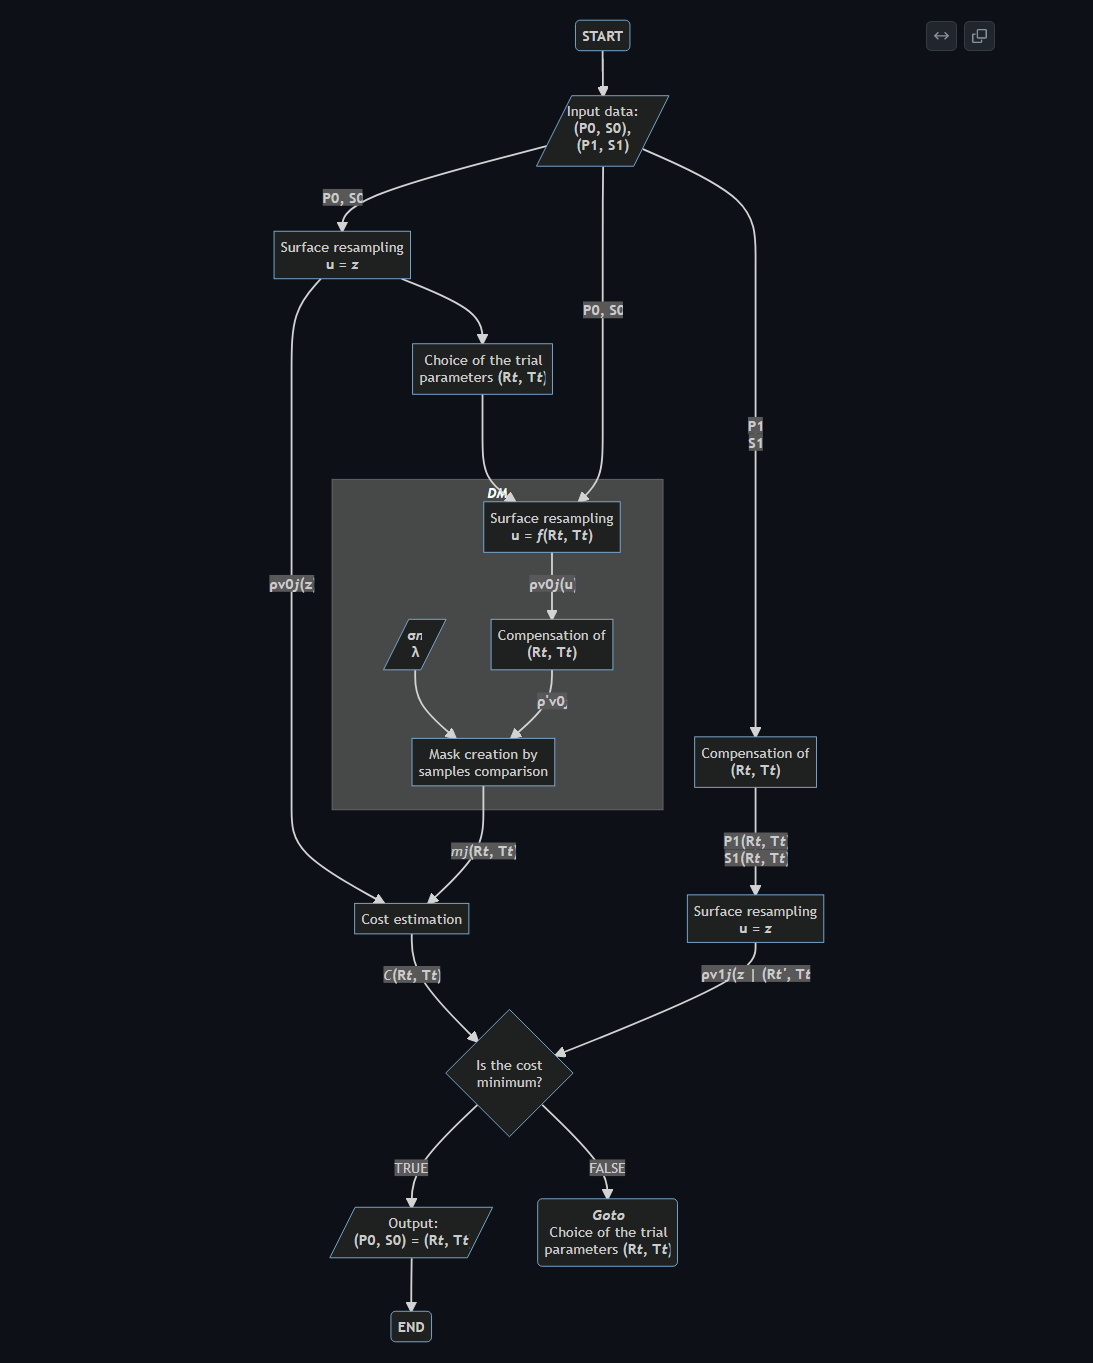 START
Input data:
(P0, S0),
(P1, S1)
P0, S0
Surface resampling
u = z
P0, S0
Choice of the trial
parameters (Rt, Tt)
P1
S1
DM
Surface resampling
u = f(Rt, Tt)
ρv0j(z)
ρv0j(u)
σn
λ
Compensation of
(Rt, Tt)
ρ'v0j
Mask creation by
samples comparison
Compensation of
(Rt, Tt)
mj(Rt, Tt)
P1(Rt, Tt)
S1(Rt, Tt)
Cost estimation
Surface resampling
u = z
C(Rt, Tt)
ρv1j(z | (Rt', Tt
Is the cost
minimum?
TRUE
FALSE
Output:
(P0, S0) = (Rt, Tt
Goto
Choice of the trial
parameters (Rt, Tt)
END